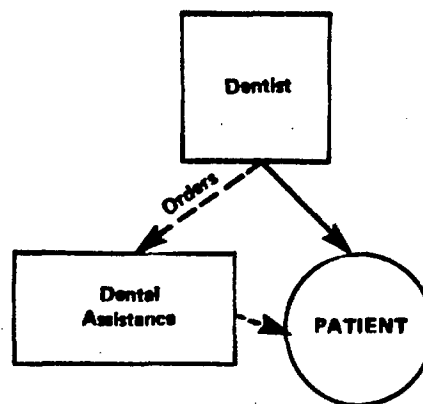 Dentist
Orders
Dental
Assistance
PATIENT